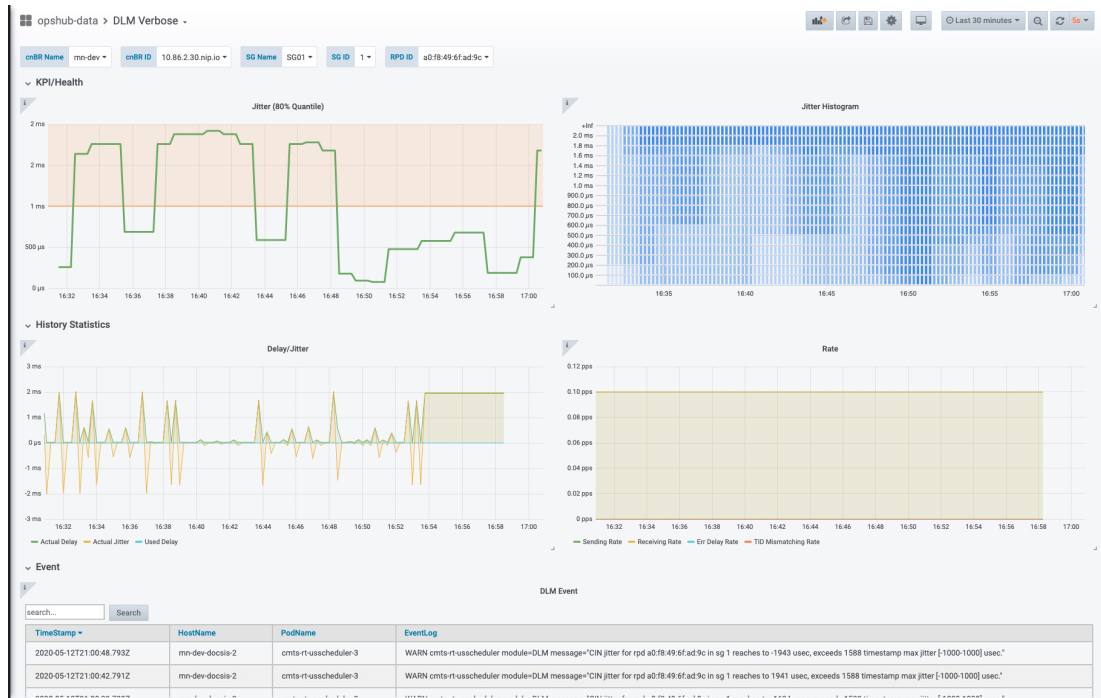 opshub-data > DLM Verbose
Last 30 minutes
5s
cnBR Name mn-dev cnBR ID 10.86.2.30.nip.io SG Name SG01 SG ID 1 RPD ID a0:f8:49:6f:ad:9c
KPI/Health
i
Jitter (80% Quantile)
2 ms
2 ms
1 ms
500 µs
0 µs
16:32 16:34 16:36 16:38 16:40 16:42 16:44 16:46 16:48 16:50 16:52 16:54 16:56 16:58 17:00
i
Jitter Histogram
+Inf
2.0 ms
1.8 ms
1.6 ms
1.4 ms
1.2 ms
1.0 ms
900.0 µs
800.0 µs
700.0 µs
600.0 µs
500.0 µs
400.0 µs
300.0 µs
200.0 µs
100.0 µs
16:35 16:40 16:45 16:50 16:55 17:00
History Statistics
i
Delay/Jitter
3 ms
2 ms
1 ms
0 µs
-1 ms
-2 ms
-3 ms
16:32 16:34 16:36 16:38 16:40 16:42 16:44 16:46 16:48 16:50 16:52 16:54 16:56 16:58 17:00
Actual Delay Actual Jitter Used Delay
i
Rate
0.12 pps
0.10 pps
0.08 pps
0.06 pps
0.04 pps
0.02 pps
0 pps
16:32 16:34 16:36 16:38 16:40 16:42 16:44 16:46 16:48 16:50 16:52 16:54 16:56 16:58 17:00
Sending Rate Receiving Rate Err Delay Rate TID Mismatching Rate
Event
i
DLM Event
search... Search
TimeStamp HostName PodName EventLog
2020-05-12T21:00:48.793Z mn-dev-docsis-2 cmts-rt-usscheduler-3 WARN cmts-rt-usscheduler module=DLM message="CIN jitter for rpd a0:f8:49:6f:ad:9c in sg 1 reaches to -1943 usec, exceeds 1588 timestamp max jitter [-1000-1000] usec."
2020-05-12T21:00:42.791Z mn-dev-docsis-2 cmts-rt-usscheduler-3 WARN cmts-rt-usscheduler module=DLM message="CIN jitter for rpd a0:f8:49:6f:ad:9c in sg 1 reaches to 1941 usec, exceeds 1588 timestamp max jitter [-1000-1000] usec."